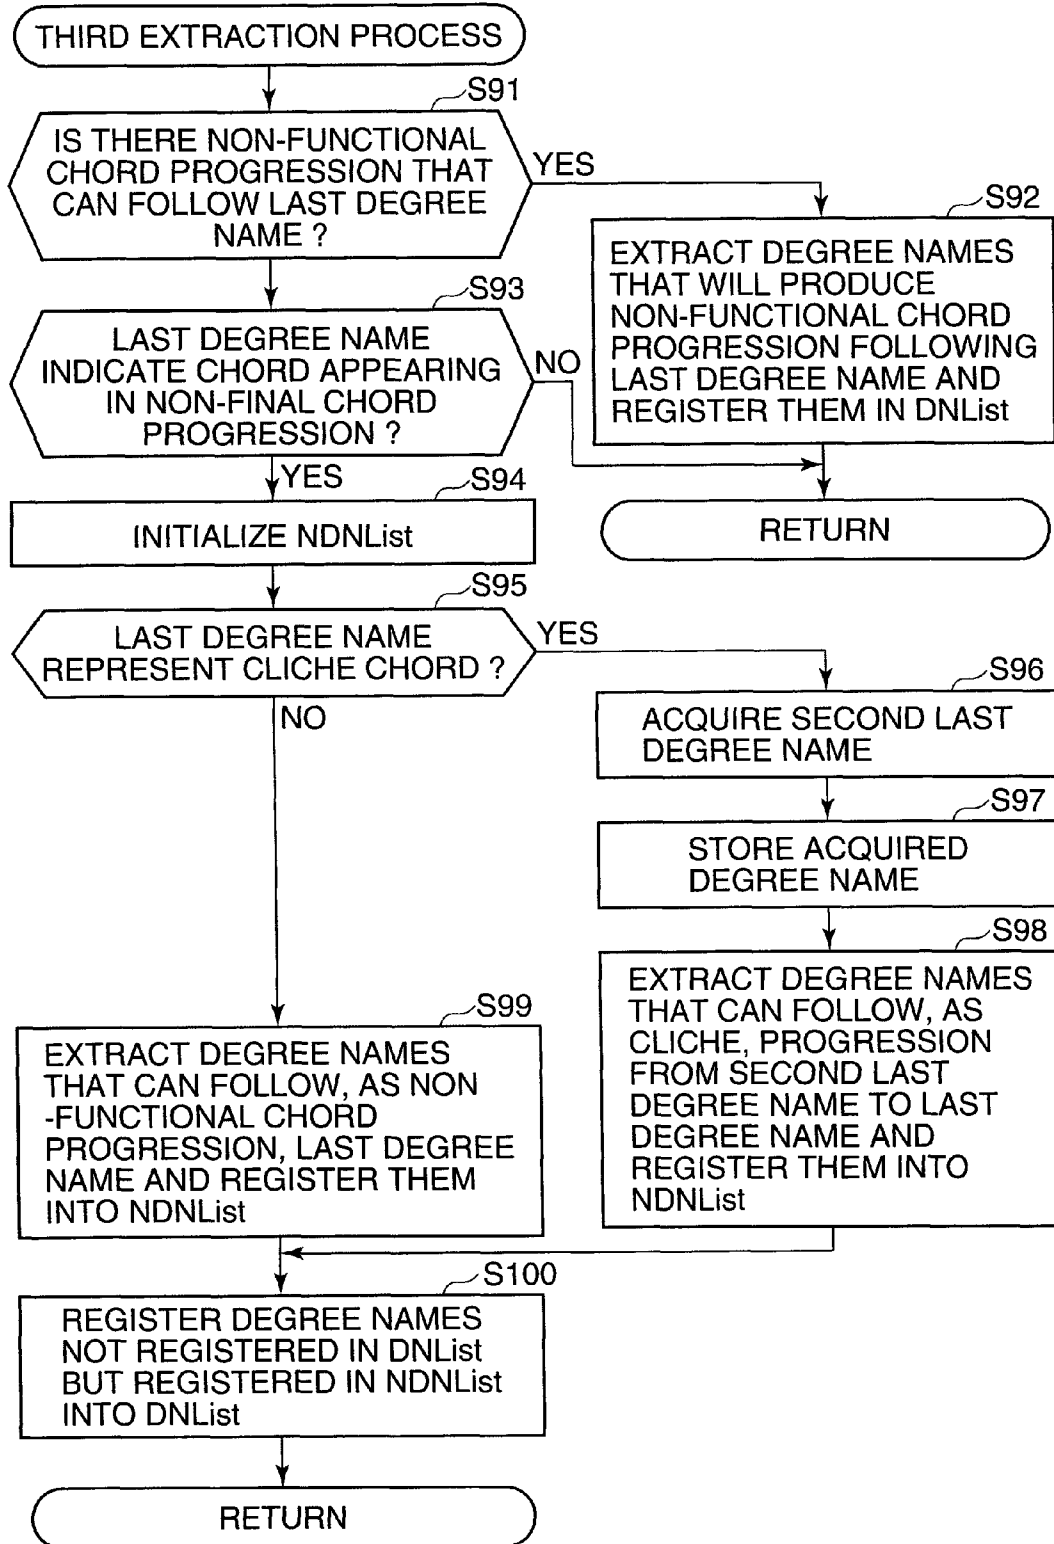 THIRD EXTRACTION PROCESS
S91
IS THERE NON-FUNCTIONAL
CHORD PROGRESSION THAT
CAN FOLLOW LAST DEGREE
NAME ?
YES
S92
EXTRACT DEGREE NAMES
THAT WILL PRODUCE
NON-FUNCTIONAL CHORD
PROGRESSION FOLLOWING
LAST DEGREE NAME AND
REGISTER THEM IN DNList
S93
LAST DEGREE NAME
INDICATE CHORD APPEARING
IN NON-FINAL CHORD
PROGRESSION ?
NO
YES
RETURN
S94
INITIALIZE NDNList
S95
LAST DEGREE NAME
REPRESENT CLICHE CHORD ?
YES
NO
S96
ACQUIRE SECOND LAST
DEGREE NAME
S97
STORE ACQUIRED
DEGREE NAME
S98
EXTRACT DEGREE NAMES
THAT CAN FOLLOW, AS
CLICHE, PROGRESSION
FROM SECOND LAST
DEGREE NAME TO LAST
DEGREE NAME AND
REGISTER THEM INTO
NDNList
S99
EXTRACT DEGREE NAMES
THAT CAN FOLLOW, AS NON
-FUNCTIONAL CHORD
PROGRESSION, LAST DEGREE
NAME AND REGISTER THEM
INTO NDNList
S100
REGISTER DEGREE NAMES
NOT REGISTERED IN DNList
BUT REGISTERED IN NDNList
INTO DNList
RETURN